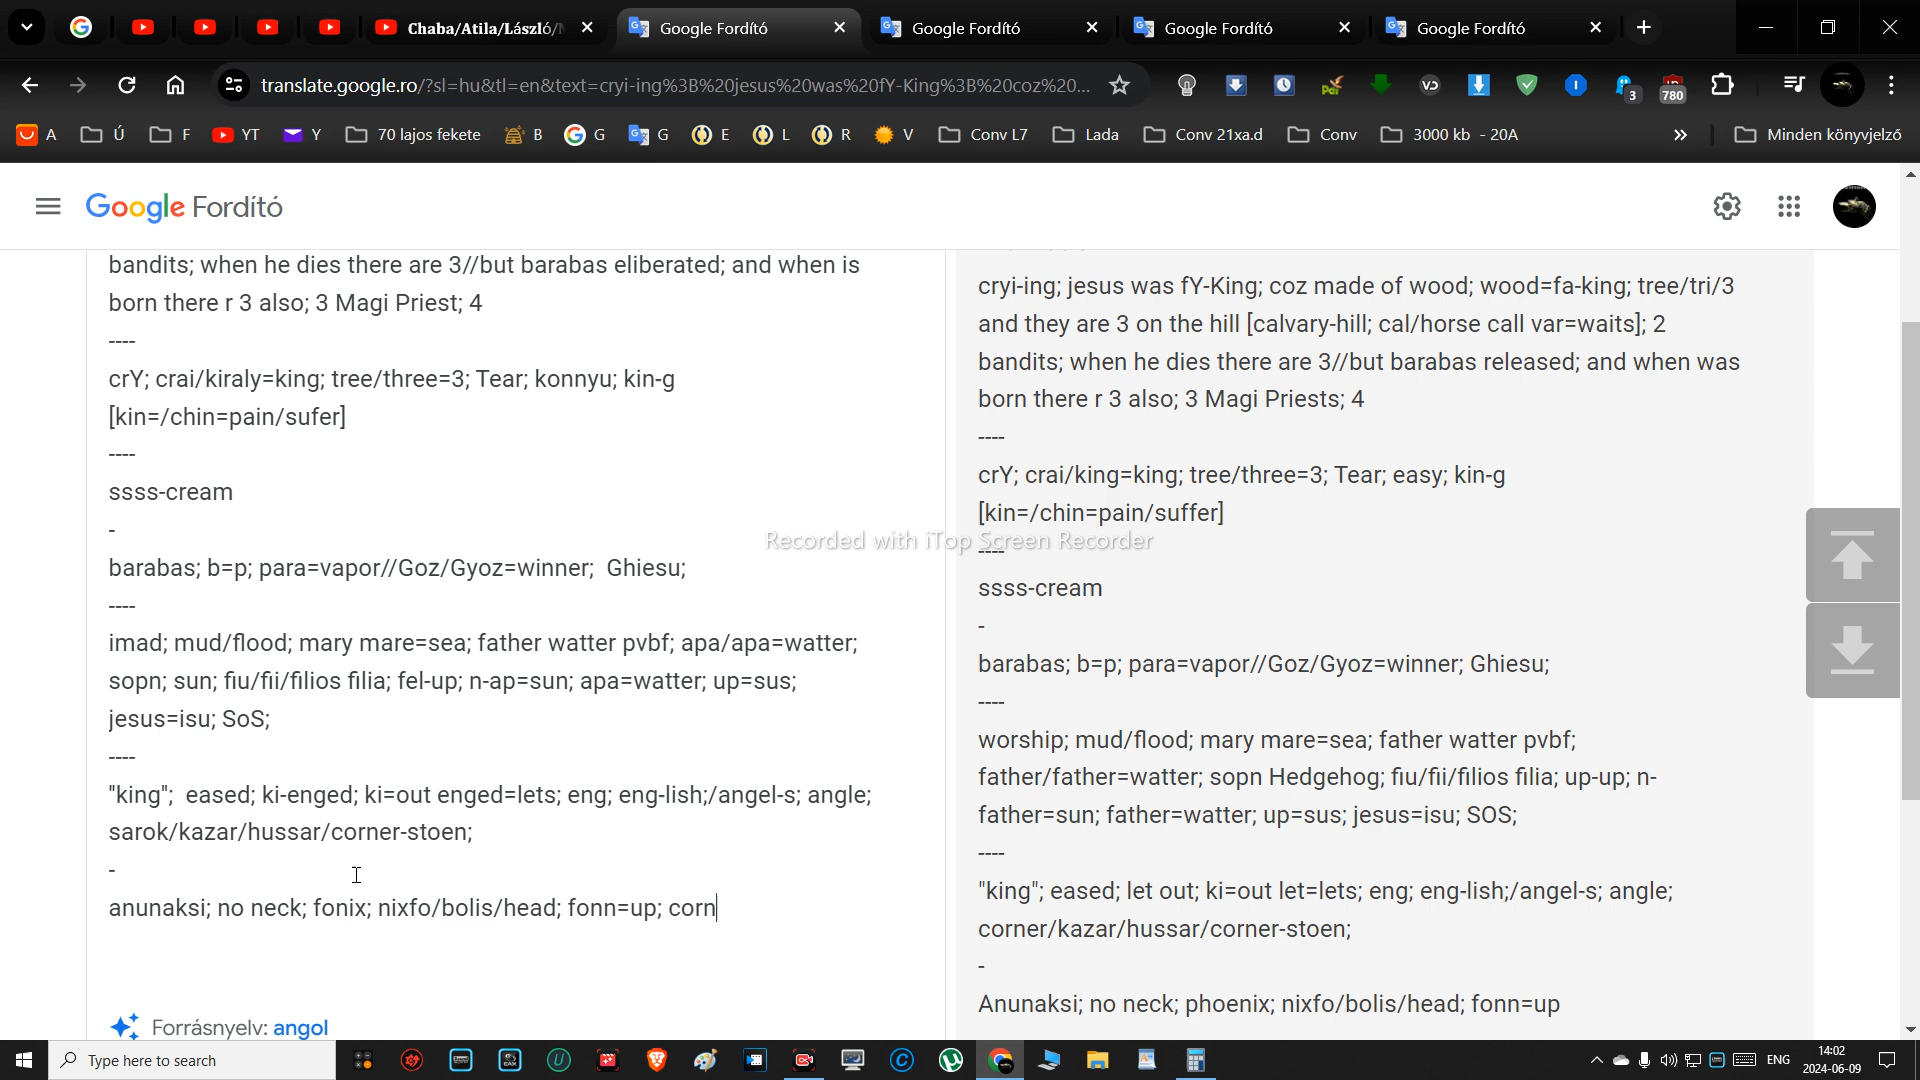 Chaba/Atila/László/
Google Fordító
Google Fordító
Google Fordító
Google Fordító
translate.google.ro/?sl=hu&tl=en&text=cryi-ing%3B%20jesus%20was%20fY-King%3B%20coz%20...
3
780
A
Ú
F
YT
Y
70 lajos fekete
B
G
G
E
L
R
V
Conv L7
Lada
Conv 21xa.d
Conv
3000 kb - 20A
»
Minden könyvjelző
Google Fordító
bandits; when he dies there are 3//but barabas eliberated; and when is
born there r 3 also; 3 Magi Priest; 4
----
crY; crai/kiraly=king; tree/three=3; Tear; konnyu; kin-g
[kin=/chin=pain/sufer]
----
ssss-cream
-
barabas; b=p; para=vapor//Goz/Gyoz=winner;  Ghiesu;
----
imad; mud/flood; mary mare=sea; father watter pvbf; apa/apa=watter;
sopn; sun; fiu/fii/filios filia; fel-up; n-ap=sun; apa=watter; up=sus;
jesus=isu; SoS;
----
"king";  eased; ki-enged; ki=out enged=lets; eng; eng-lish;/angel-s; angle;
sarok/kazar/hussar/corner-stoen;
-
anunaksi; no neck; fonix; nixfo/bolis/head; fonn=up; corn
Forrásnyelv: angol
cryi-ing; jesus was fY-King; coz made of wood; wood=fa-king; tree/tri/3
and they are 3 on the hill [calvary-hill; cal/horse call var=waits]; 2
bandits; when he dies there are 3//but barabas released; and when was
born there r 3 also; 3 Magi Priests; 4
----
crY; crai/king=king; tree/three=3; Tear; easy; kin-g
[kin=/chin=pain/suffer]
----
ssss-cream
-
barabas; b=p; para=vapor//Goz/Gyoz=winner; Ghiesu;
----
worship; mud/flood; mary mare=sea; father watter pvbf;
father/father=watter; sopn Hedgehog; fiu/fii/filios filia; up-up; n-
father=sun; father=watter; up=sus; jesus=isu; SOS;
----
"king"; eased; let out; ki=out let=lets; eng; eng-lish;/angel-s; angle;
corner/kazar/hussar/corner-stoen;
-
Anunaksi; no neck; phoenix; nixfo/bolis/head; fonn=up
Recorded with iTop Screen Recorder
Type here to search
ENG
14:02
2024-06-09